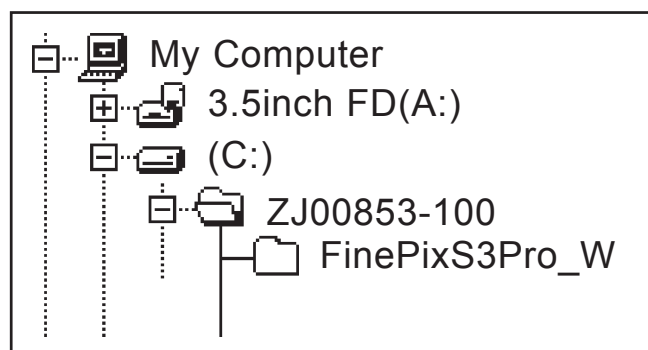 My Computer
3.5inch FD(A:)
(C:)
ZJ00853-100
FinePixS3Pro_W